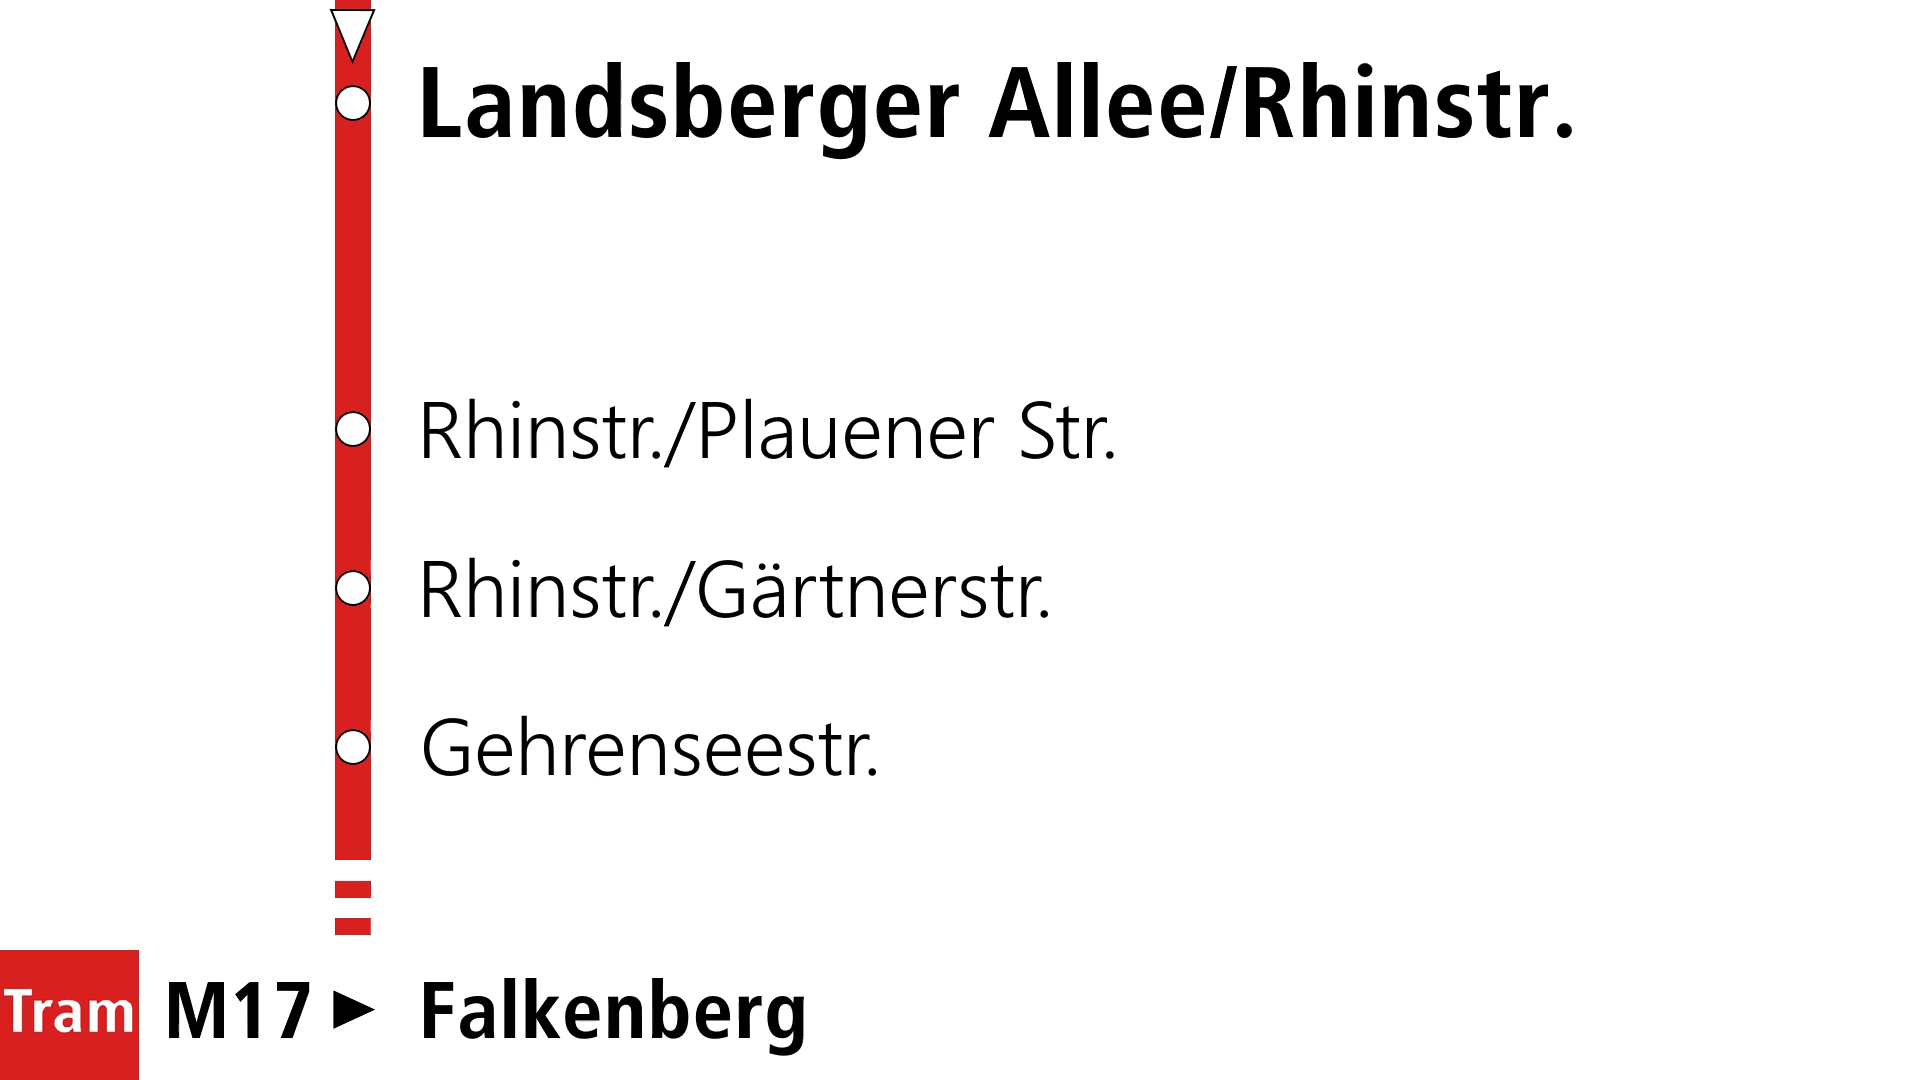 Landsberger Allee/Rhinstr.
Rhinstr./Plauener Str.
Rhinstr./Gärtnerstr.
Gehrenseestr.
Tram M17 ► Falkenberg